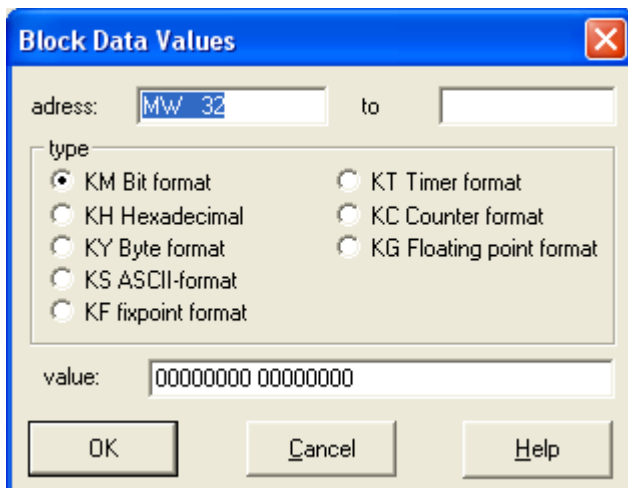 Block Data Values
adress: MW 32 to
type
KM Bit format KT Timer format
KH Hexadecimal KC Counter format
KY Byte format KG Floating point format
KS ASCII-format
KF fixpoint format
value: 00000000 00000000
OK Cancel Help